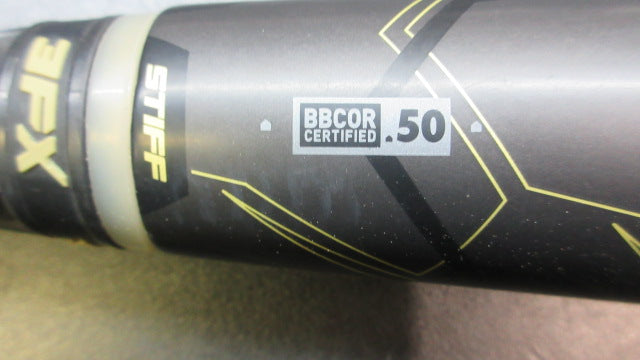 3FX
STIFF
BBCOR
CERTIFIED
.50